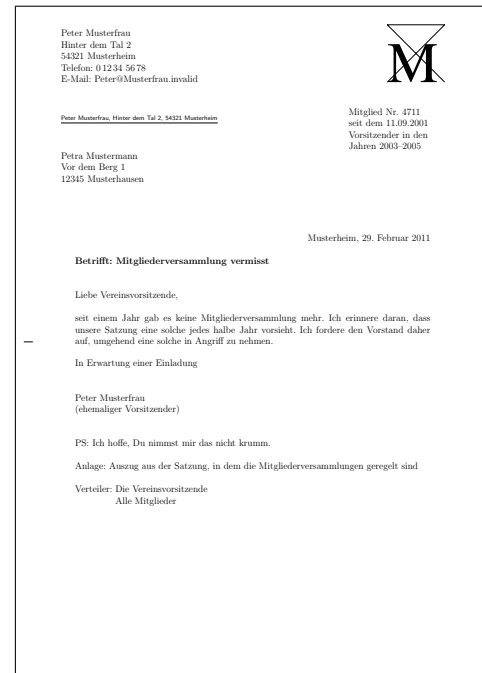 Peter Musterfrau
Hinter dem Tal 2
54321 Musterheim
Telefon: 0 12 34 56 78
E-Mail: Peter@Musterfrau.invalid
M
Peter Musterfrau, Hinter dem Tal 2, 54321 Musterheim
Mitglied Nr. 4711
seit dem 11.09.2001
Vorsitzender in den
Jahren 2003–2005
Petra Mustermann
Vor dem Berg 1
12345 Musterhausen
Musterheim, 29. Februar 2011
Betrifft: Mitgliederversammlung vermisst
Liebe Vereinsvorsitzende,
seit einem Jahr gab es keine Mitgliederversammlung mehr. Ich erinnere daran, dass
unsere Satzung eine solche jedes halbe Jahr vorsieht. Ich fordere den Vorstand daher
auf, umgehend eine solche in Angriff zu nehmen.
In Erwartung einer Einladung
Peter Musterfrau
(ehemaliger Vorsitzender)
PS: Ich hoffe, Du nimmst mir das nicht krumm.
Anlage: Auszug aus der Satzung, in dem die Mitgliederversammlungen geregelt sind
Verteiler: Die Vereinsvorsitzende
Alle Mitglieder